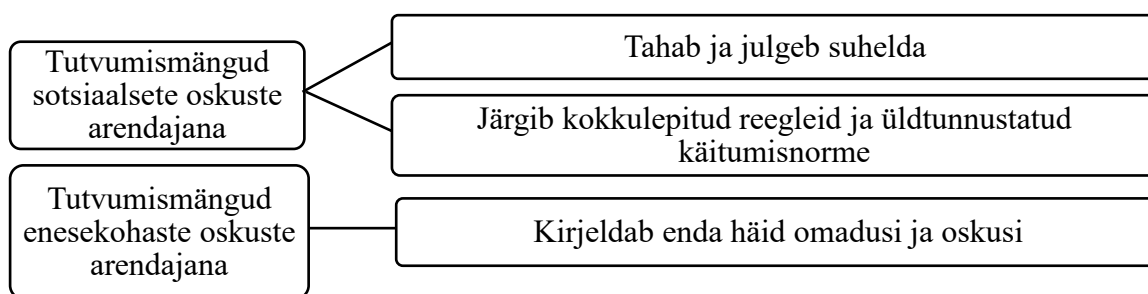 Tutvumismängud
sotsiaalsete oskuste
arendajana
Tahab ja julgeb suhelda
Järgib kokkulepitud reegleid ja üldtunnustatud
käitumisnorme
Tutvumismängud
enesekohaste oskuste
arendajana
Kirjeldab enda häid omadusi ja oskusi